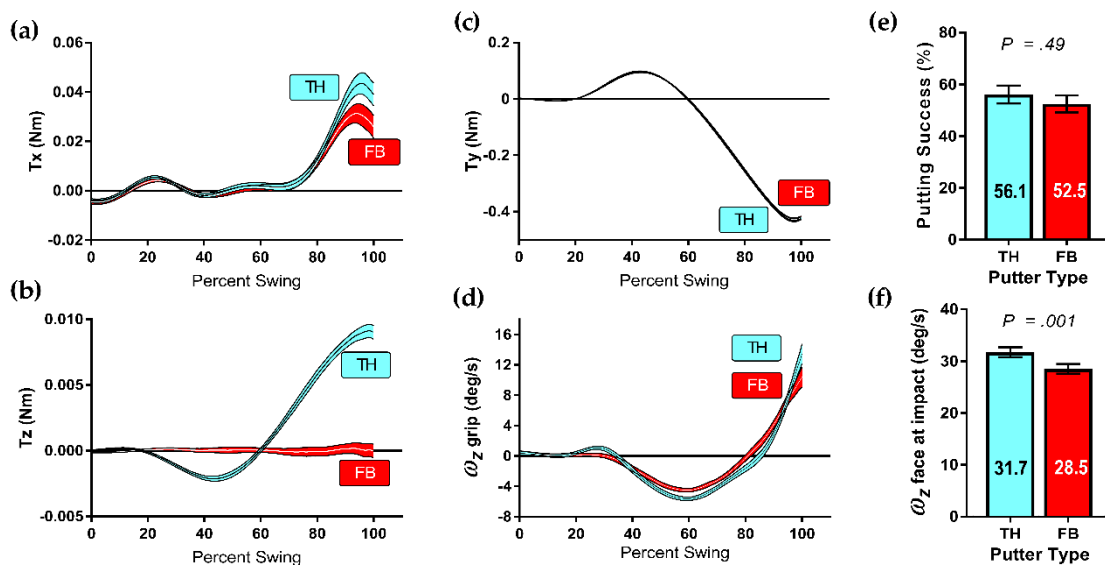 (a)
0.06
0.04
0.02
0.00
-0.02
Tx (Nm)
TH
FB
0 20 40 60 80 100
Percent Swing
(b)
0.010
0.005
0.000
-0.005
Tz (Nm)
TH
FB
0 20 40 60 80 100
Percent Swing
(c)
0.2
0
-0.2
-0.4
Ty (Nm)
FB
TH
0 20 40 60 80 100
Percent Swing
(d)
16
12
8
4
0
-4
-8
ωz grip (deg/s)
TH
FB
0 20 40 60 80 100
Percent Swing
(e)
80
60
40
20
0
Putting Success (%)
P = .49
56.1 52.5
TH FB
Putter Type
(f)
40
30
20
10
0
ωz face at impact (deg/s)
P = .001
31.7 28.5
TH FB
Putter Type